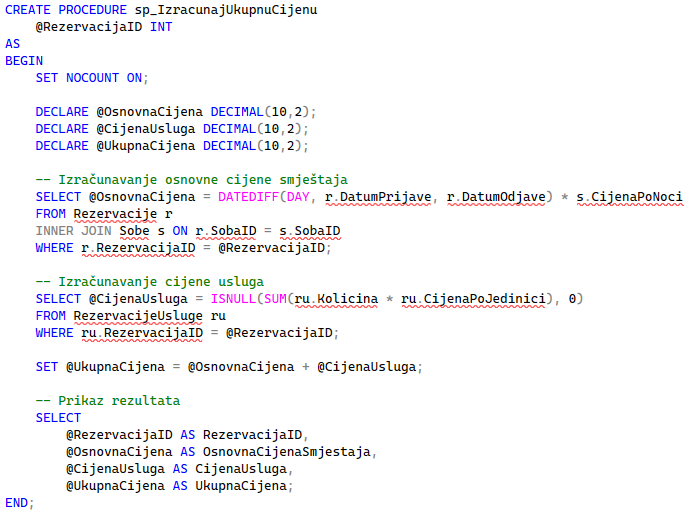 CREATE PROCEDURE sp_IzracunajUkupnuCijenu
    @RezervacijaID INT
AS
BEGIN
    SET NOCOUNT ON;

    DECLARE @OsnovnaCijena DECIMAL(10,2);
    DECLARE @CijenaUsluga DECIMAL(10,2);
    DECLARE @UkupnaCijena DECIMAL(10,2);

    -- Izračunavanje osnovne cijene smještaja
    SELECT @OsnovnaCijena = DATEDIFF(DAY, r.DatumPrijave, r.DatumOdjave) * s.CijenaPoNoci
    FROM Rezervacije r
    INNER JOIN Sobe s ON r.SobaID = s.SobaID
    WHERE r.RezervacijaID = @RezervacijaID;

    -- Izračunavanje cijene usluga
    SELECT @CijenaUsluga = ISNULL(SUM(ru.Kolicina * ru.CijenaPoJedinici), 0)
    FROM RezervacijeUsluge ru
    WHERE ru.RezervacijaID = @RezervacijaID;

    SET @UkupnaCijena = @OsnovnaCijena + @CijenaUsluga;

    -- Prikaz rezultata
    SELECT
        @RezervacijaID AS RezervacijaID,
        @OsnovnaCijena AS OsnovnaCijenaSmjestaja,
        @CijenaUsluga AS CijenaUsluga,
        @UkupnaCijena AS UkupnaCijena;
END;